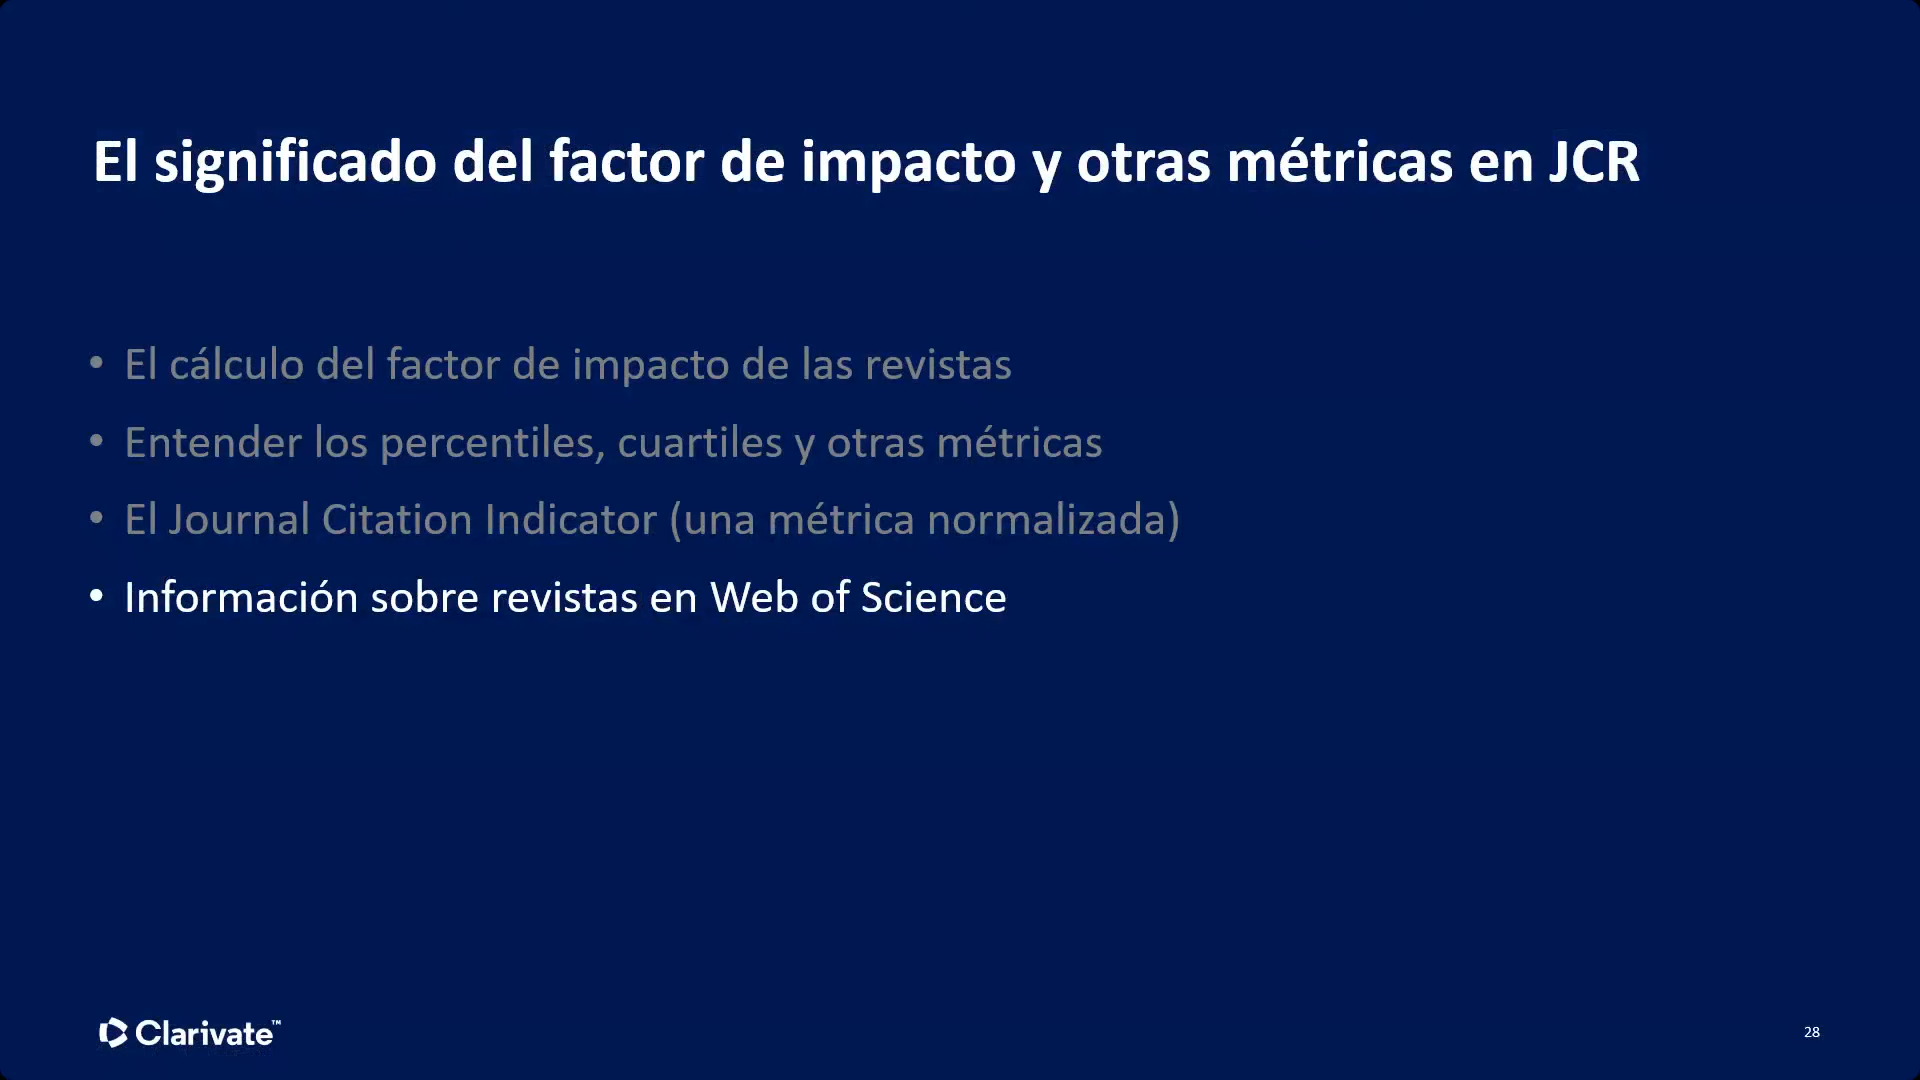 El significado del factor de impacto y otras métricas en JCR
• El cálculo del factor de impacto de las revistas
• Entender los percentiles, cuartiles y otras métricas
• El Journal Citation Indicator (una métrica normalizada)
• Información sobre revistas en Web of Science
Clarivate™
28